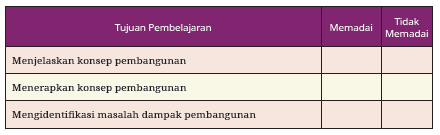 Tujuan Pembelajaran
Memadai
Tidak
Memadai
Menjelaskan konsep pembangunan
Menerapkan konsep pembangunan
Mengidentifikasi masalah dampak pembangunan